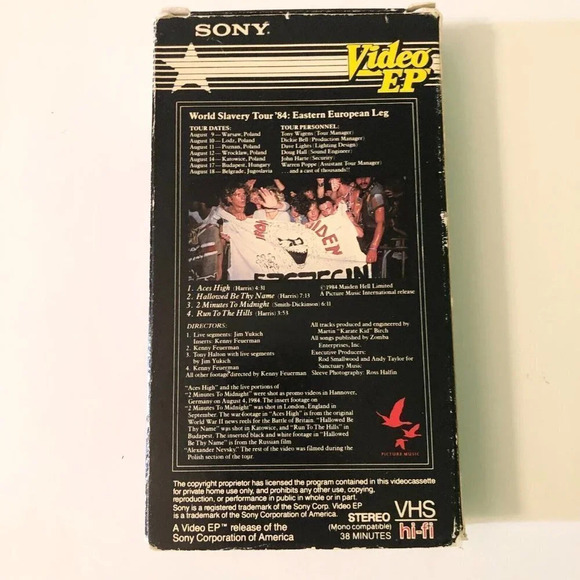 SONY
Video
EP
World Slavery Tour '84: Eastern European Leg
TOUR DATES:
August 9—Warsaw, Poland
August 10—Lodz, Poland
August 11—Poznan, Poland
August 12—Wrocklaw, Poland
August 14—Katowice, Poland
August 17—Budapest, Hungary
August 18—Belgrade, Jugoslavia
TOUR PERSONNEL:
Tony Wigens (Tour Manager)
Dickie Bell (Production Manager)
Dave Lights (Lighting Design)
Doug Hall (Sound Engineer)
John Harte (Security)
Warren Poppe (Assistant Tour Manager)
. . . and a cast of thousands!!
MAIDEN
SZCZECIN
1. Aces High (Harris) 4:31
2. Hallowed Be Thy Name (Harris) 7:13
3. 2 Minutes To Midnight (Smith-Dickinson) 6:11
4. Run To The Hills (Harris) 3:53
©1984 Maiden Hell Limited
A Picture Music International release
DIRECTORS:
1. Live segments: Jim Yukich
Inserts: Kenny Feuerman
2. Kenny Feuerman
3. Tony Halton with live segments
by Jim Yukich
4. Kenny Feuerman
All other footage directed by Kenny Feuerman
All tracks produced and engineered by
Martin "Karate Kid" Birch
All songs published by Zomba
Enterprises, Inc.
Executive Producers:
Rod Smallwood and Andy Taylor for
Sanctuary Music
Sleeve Photography: Ross Halfin
"Aces High" and the live portions of
"2 Minutes To Midnight" were shot as promo videos in Hannover,
Germany on August 4, 1984. The insert footage on
"2 Minutes To Midnight" was shot in London, England in
September. The war footage in "Aces High" is from the original
World War II news reels for the Battle of Britain. "Hallowed Be
Thy Name" was shot in Katowice, and "Run To The Hills" in
Budapest. The inserted black and white footage in "Hallowed
Be Thy Name" is from the Russian film
"Alexander Nevsky." The rest of the video was filmed during the
Polish section of the tour.
PICTURE MUSIC
The copyright proprietor has licensed the program contained in this videocassette
for private home use only, and prohibits any other use, copying,
reproduction, or performance in public in whole or in part.
Sony is a registered trademark of the Sony Corp. Video EP
is a trademark of Sony Corporation of America.
A Video EP™ release of the
Sony Corporation of America
STEREO
(Mono compatible)
38 MINUTES
VHS
hi-fi